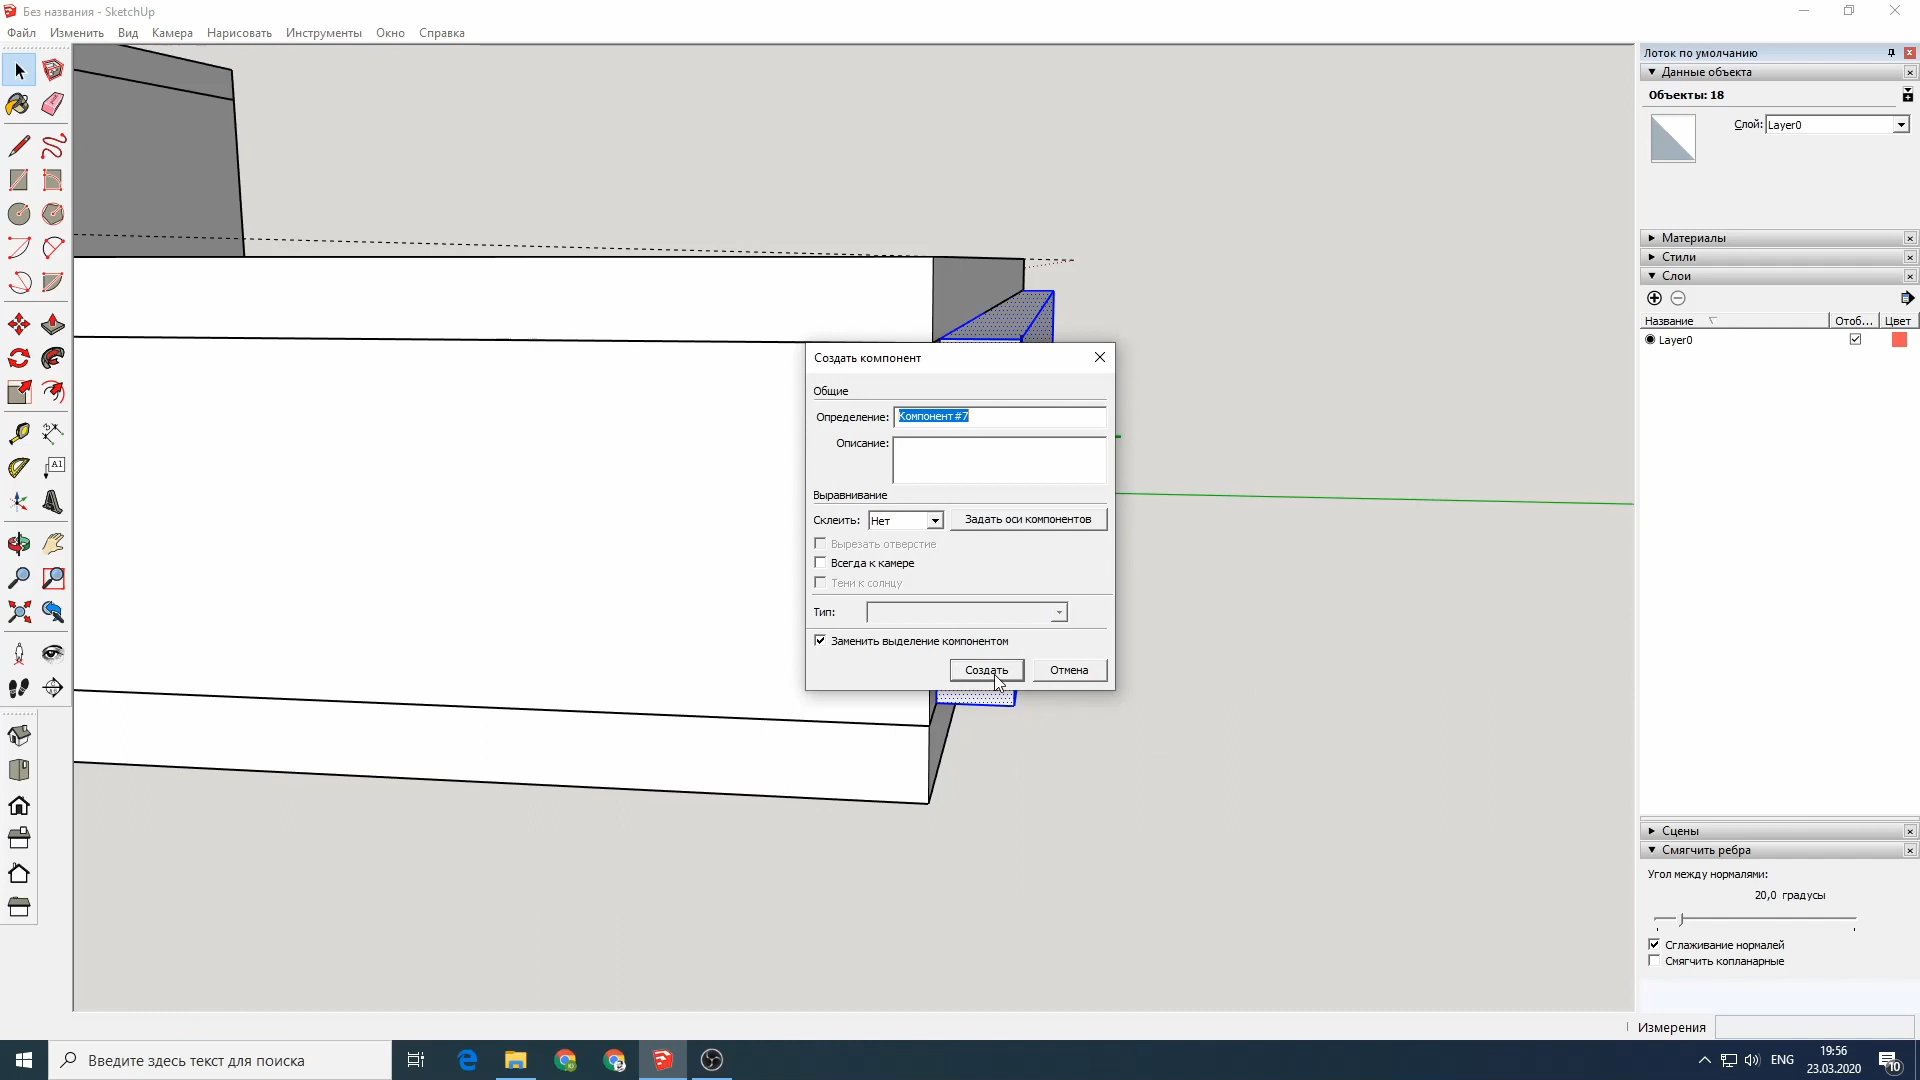 Без названия - SketchUp
Файл Изменить Вид Камера Нарисовать Инструменты Окно Справка
Лоток по умолчанию
Данные объекта
Объекты: 18
Слой: Layer0
Материалы
Стили
Слои
Название Отоб... Цвет
Layer0
Создать компонент
Общие
Определение: Компонент#7
Описание:
Выравнивание
Склеить: Нет Задать оси компонентов
Вырезать отверстие
Всегда к камере
Тени к солнцу
Тип:
Заменить выделение компонентом
Создать Отмена
Сцены
Смягчить ребра
Угол между нормалями:
20,0 градусы
Сглаживание нормалей
Смягчить копланарные
Измерения
A1
Введите здесь текст для поиска
ENG
19:56
23.03.2020
10